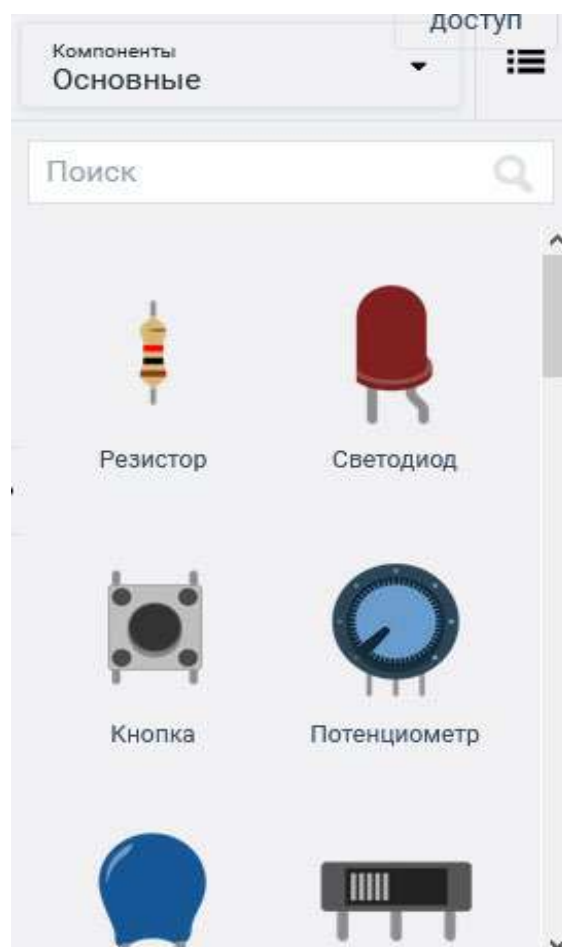 доступ
Компоненты
Основные
Поиск
Резистор
Светодиод
Кнопка
Потенциометр